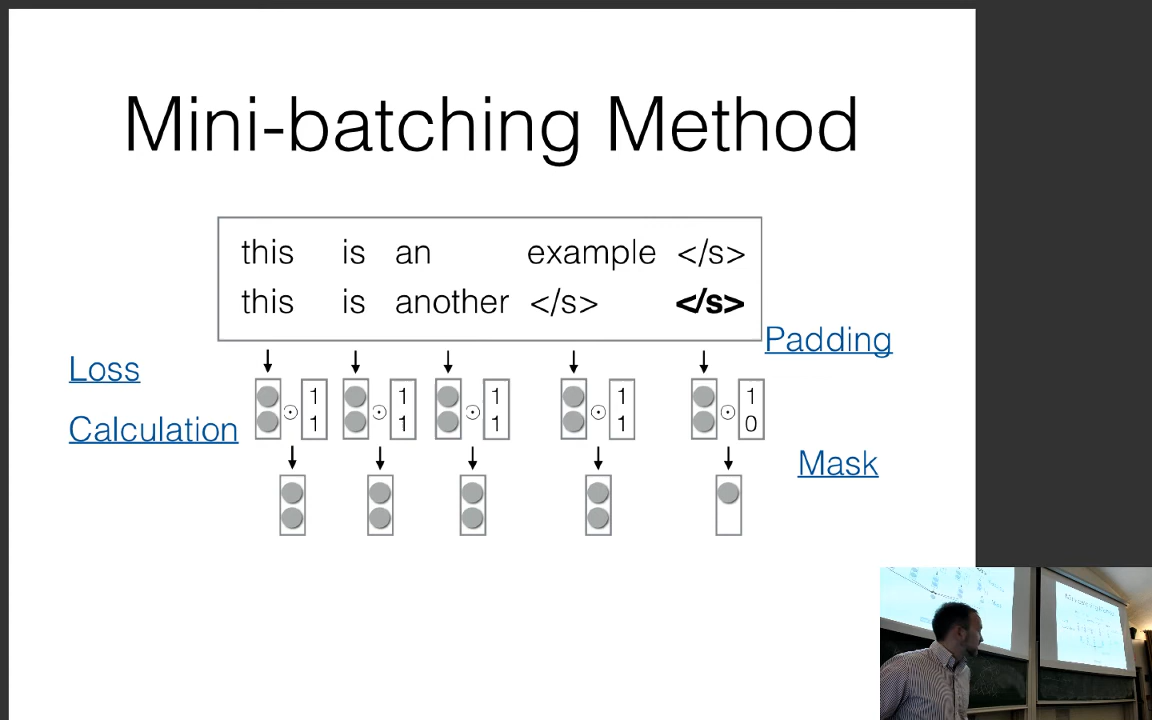 Mini-batching Method
this is an example </s>
this is another </s> </s>
Padding
Loss
Calculation
1 1 1 1 1
1 1 1 1 0
Mask